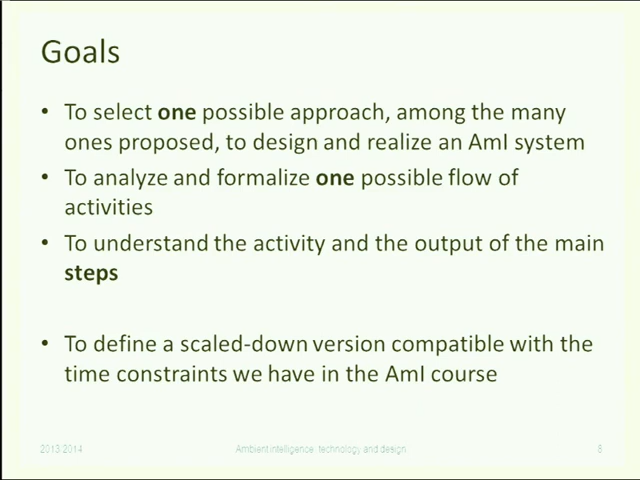 Goals
• To select one possible approach, among the many
ones proposed, to design and realize an AmI system
• To analyze and formalize one possible flow of
activities
• To understand the activity and the output of the main
steps
• To define a scaled-down version compatible with the
time constraints we have in the AmI course
2013/2014 Ambient intelligence: technology and design 8